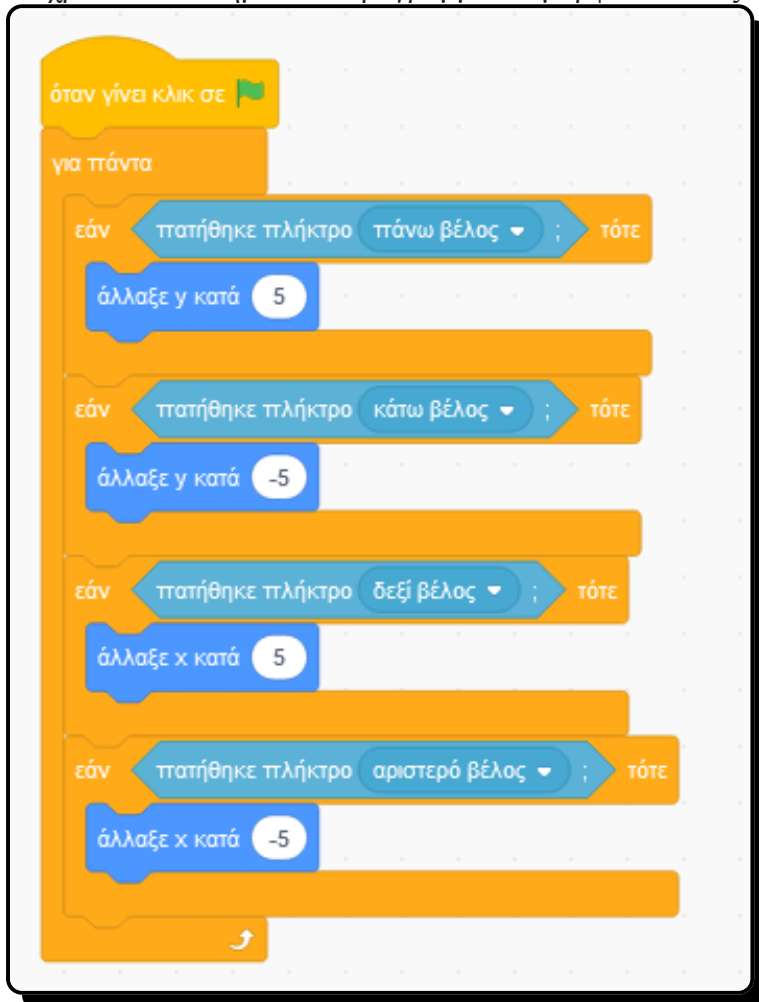 όταν γίνει κλικ σε
για πάντα
εάν πατήθηκε πλήκτρο πάνω βέλος ; τότε
άλλαξε y κατά 5
εάν πατήθηκε πλήκτρο κάτω βέλος ; τότε
άλλαξε y κατά -5
εάν πατήθηκε πλήκτρο δεξί βέλος ; τότε
άλλαξε x κατά 5
εάν πατήθηκε πλήκτρο αριστερό βέλος ; τότε
άλλαξε x κατά -5